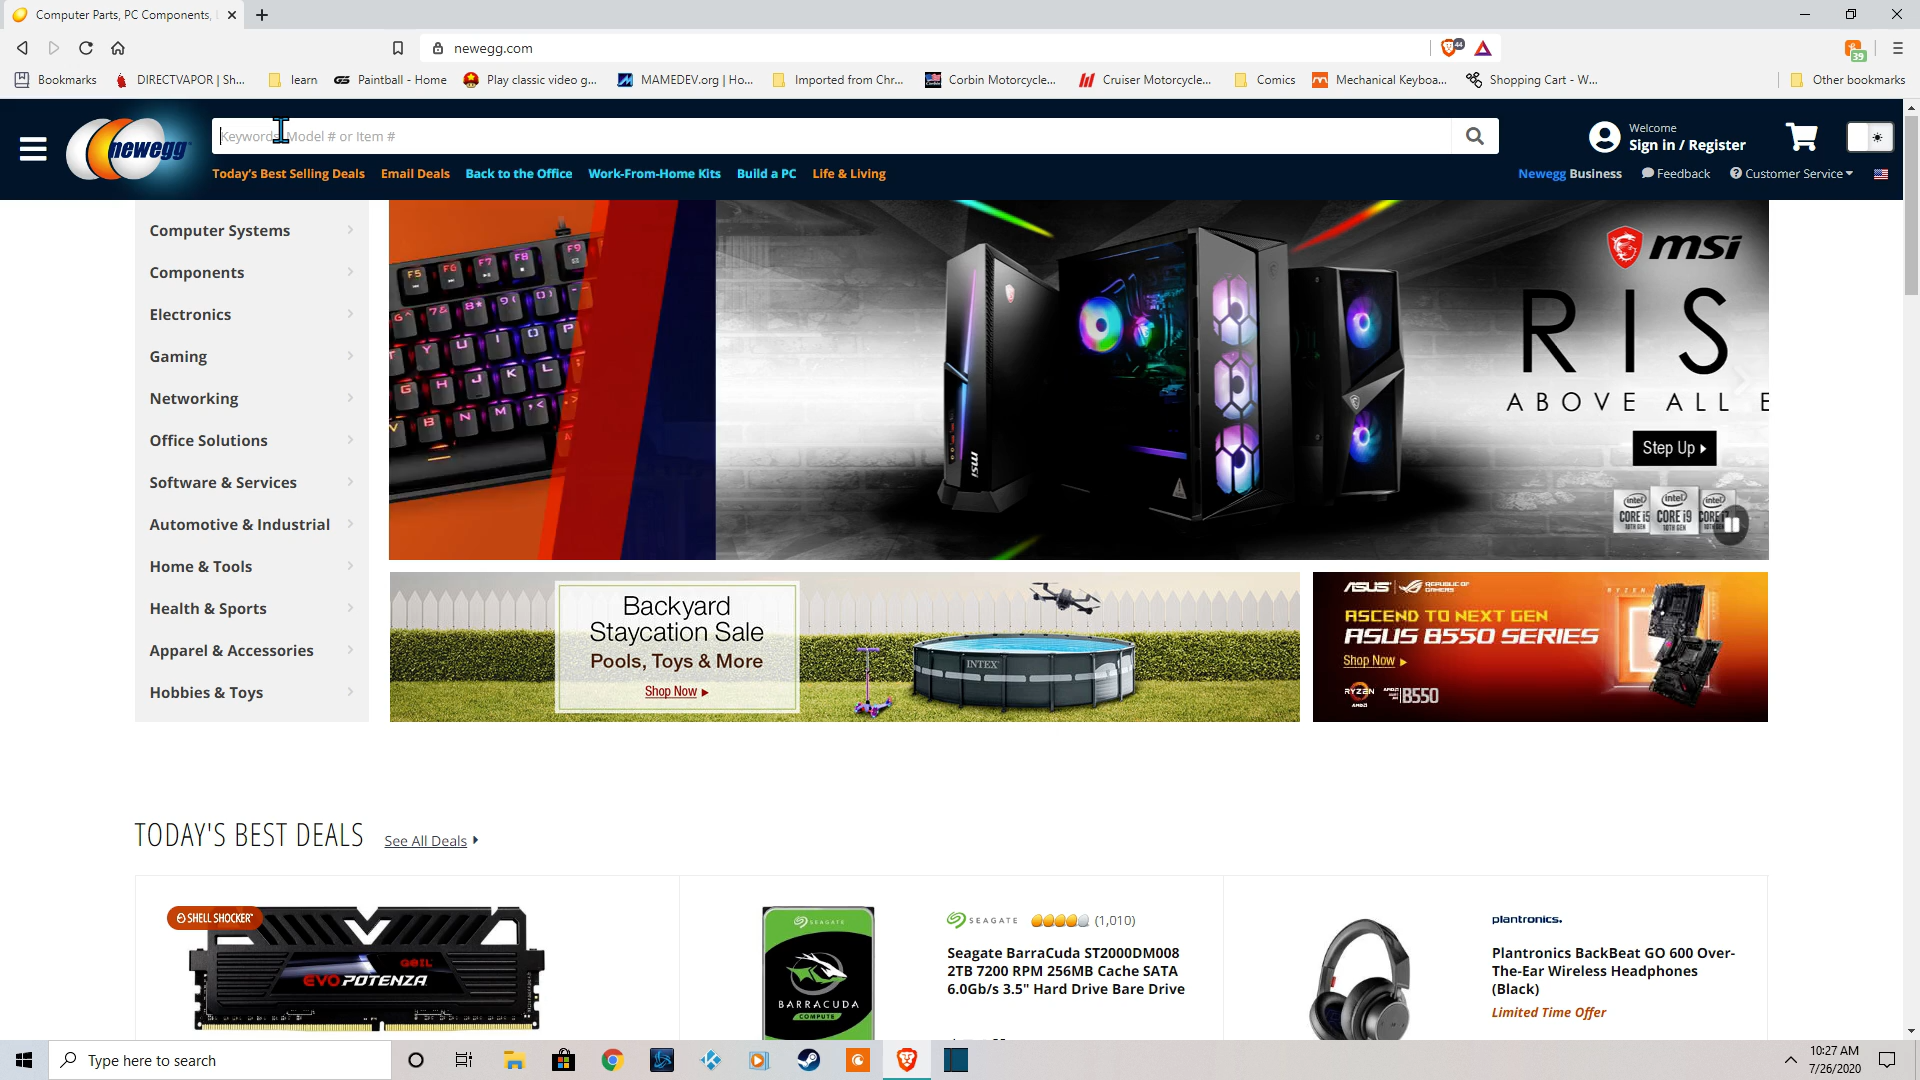 Computer Parts, PC Components,
newegg.com
44
39
Bookmarks
DIRECTVAPOR | Sh...
learn
Paintball - Home
Play classic video g...
MAMEDEV.org | Ho...
Imported from Chr...
Corbin Motorcycle...
Cruiser Motorcycle...
Comics
Mechanical Keyboa...
Shopping Cart - W...
Other bookmarks
newegg
Keywords, Model # or Item #
Welcome
Sign in / Register
Today's Best Selling Deals
Email Deals
Back to the Office
Work-From-Home Kits
Build a PC
Life & Living
Newegg Business
Feedback
Customer Service
Computer Systems
Components
Electronics
Gaming
Networking
Office Solutions
Software & Services
Automotive & Industrial
Home & Tools
Health & Sports
Apparel & Accessories
Hobbies & Toys
F5 F6 F7 F8 F9
Y U I O P
G H J K L
V B N M
msi
msi
RIS
ABOVE ALL E
Step Up
intel CORE i5 10TH GEN
intel CORE i9 10TH GEN
intel
Backyard
Staycation Sale
Pools, Toys & More
Shop Now
INTEX
ASUS REPUBLIC OF GAMERS
ASCEND TO NEXT GEN
ASUS B550 SERIES
Shop Now
RYZEN
AMD B550
TODAY'S BEST DEALS
See All Deals
SHELL SHOCKER
GEIL
EVO POTENZA
SEAGATE
BARRACUDA
COMPUTE
SEAGATE (1,010)
Seagate BarraCuda ST2000DM008
2TB 7200 RPM 256MB Cache SATA
6.0Gb/s 3.5" Hard Drive Bare Drive
plantronics.
Plantronics BackBeat GO 600 Over-
The-Ear Wireless Headphones
(Black)
Limited Time Offer
Type here to search
10:27 AM
7/26/2020